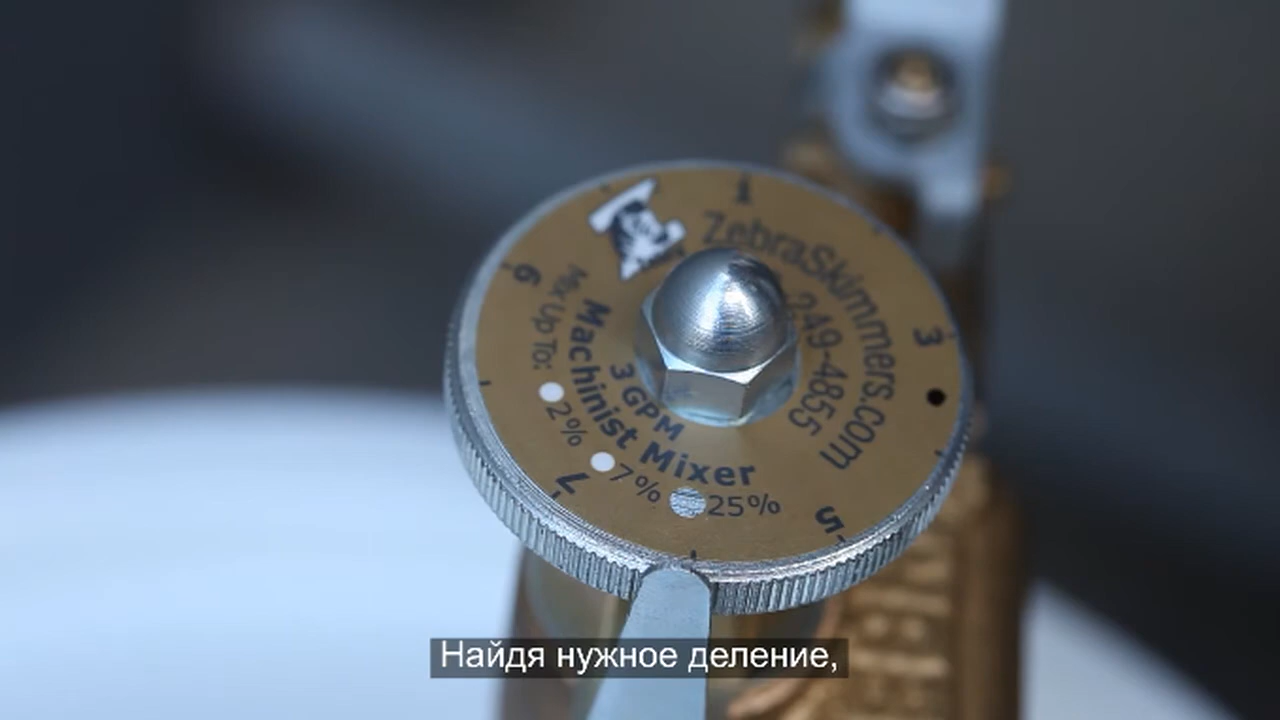 1
ZebraSkimmers.com
249-4855
3
5
7
6
Mix Up To:
Machinist Mixer
3 GPM
2%
7%
25%
Найдя нужное деление,